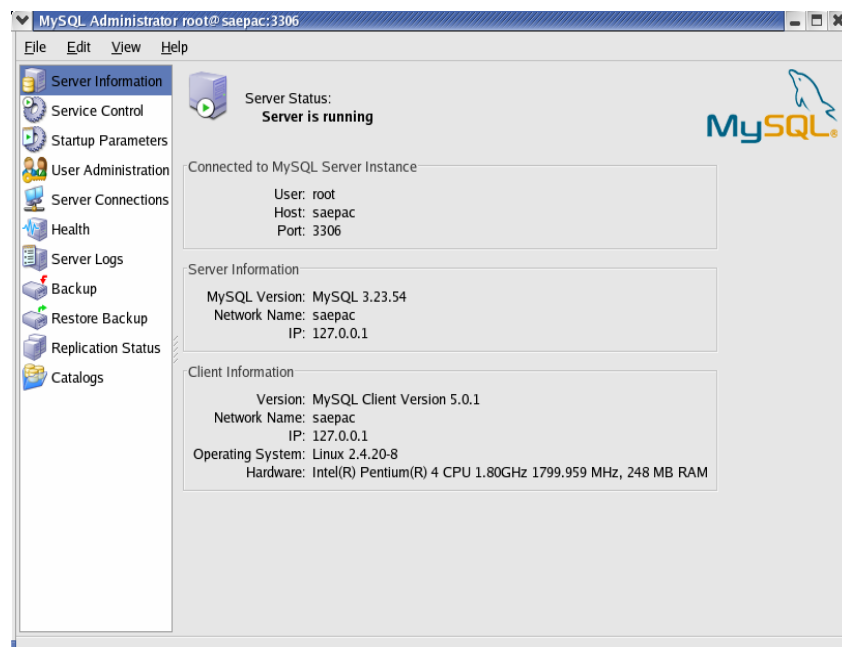 MySQL Administrator root@saepac:3306
File Edit View Help
Server Information
Service Control
Startup Parameters
User Administration
Server Connections
Health
Server Logs
Backup
Restore Backup
Replication Status
Catalogs
Server Status:
Server is running
MySQL®
Connected to MySQL Server Instance
User: root
Host: saepac
Port: 3306
Server Information
MySQL Version: MySQL 3.23.54
Network Name: saepac
IP: 127.0.0.1
Client Information
Version: MySQL Client Version 5.0.1
Network Name: saepac
IP: 127.0.0.1
Operating System: Linux 2.4.20-8
Hardware: Intel(R) Pentium(R) 4 CPU 1.80GHz 1799.959 MHz, 248 MB RAM